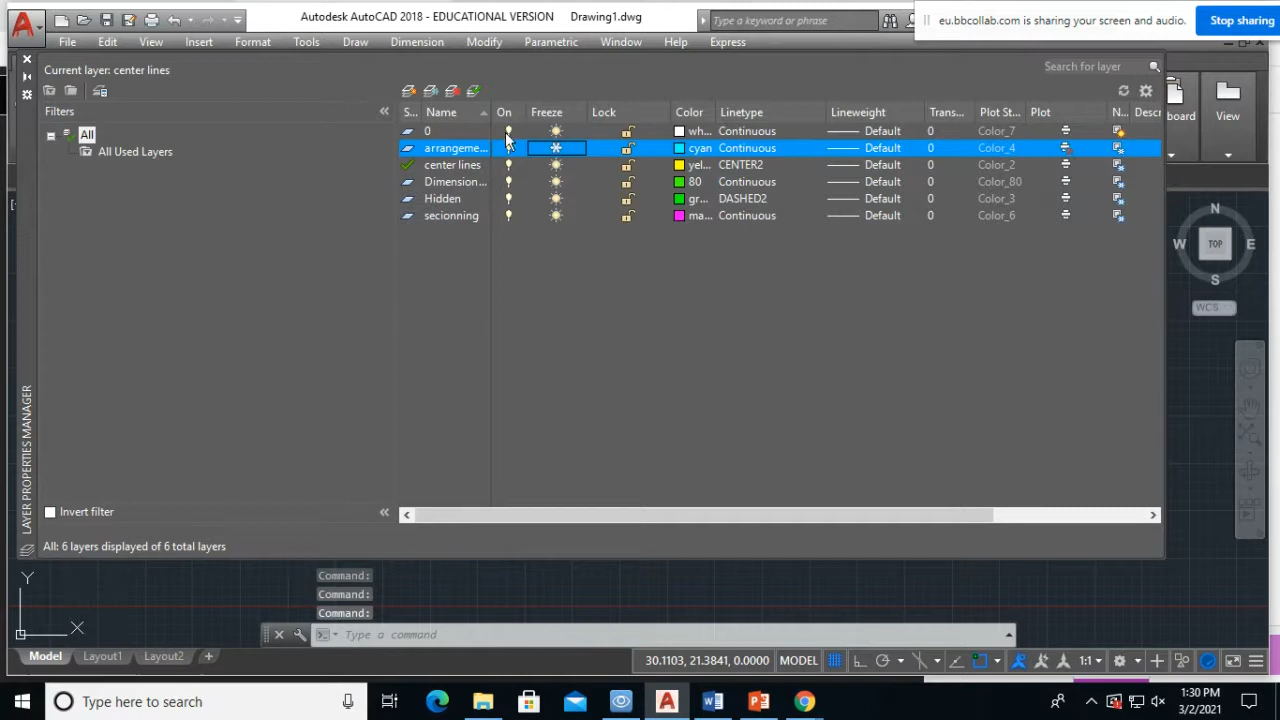 Autodesk AutoCAD 2018 - EDUCATIONAL VERSION Drawing1.dwg
Type a keyword or phrase
eu.bbcollab.com is sharing your screen and audio.
Stop sharing
File Edit View Insert Format Tools Draw Dimension Modify Parametric Window Help Express
Current layer: center lines
Search for layer
Filters
S... Name On Freeze Lock Color Linetype Lineweight Trans... Plot St... Plot N... Descr
All
All Used Layers
0 wh... Continuous Default 0 Color_7
arrangeme... cyan Continuous Default 0 Color_4
center lines yel... CENTER2 Default 0 Color_2
Dimension... 80 Continuous Default 0 Color_80
Hidden gr... DASHED2 Default 0 Color_3
secionning ma... Continuous Default 0 Color_6
board
View
N
W TOP E
S
WCS
LAYER PROPERTIES MANAGER
Invert filter
All: 6 layers displayed of 6 total layers
Y
X
Command:
Command:
Command:
Type a command
Model Layout1 Layout2 +
30.1103, 21.3841, 0.0000 MODEL 1:1
Type here to search
1:30 PM
3/2/2021